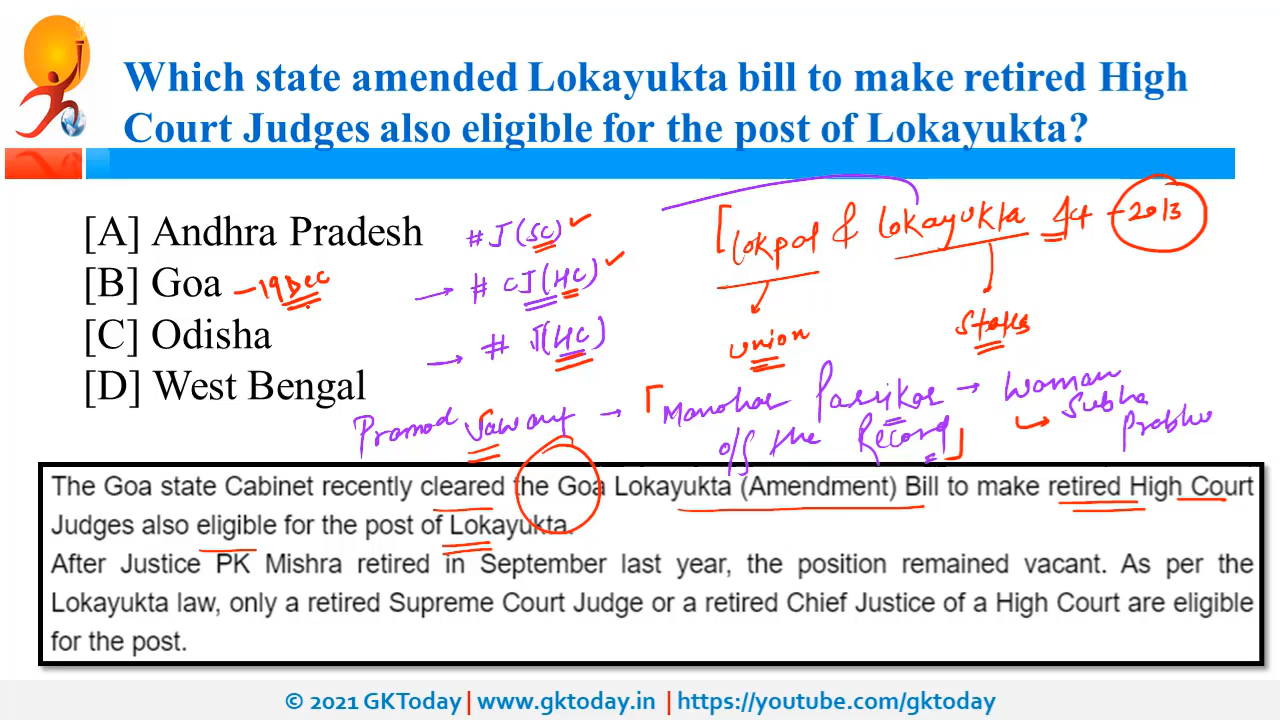 Which state amended Lokayukta bill to make retired High
Court Judges also eligible for the post of Lokayukta?
[A] Andhra Pradesh
# J (SC)
[Lokpal & Lokayukta Act - 2013
[B] Goa - 19 Dec
→ # CJ (HC)
[C] Odisha
→ # J(HC)
union
States
[D] West Bengal
Pramod Sawant → [Manohar Parrikar → Woman
off the Record]
↳ Subha
Prabhu
The Goa state Cabinet recently cleared the Goa Lokayukta (Amendment) Bill to make retired High Court
Judges also eligible for the post of Lokayukta.
After Justice PK Mishra retired in September last year, the position remained vacant. As per the
Lokayukta law, only a retired Supreme Court Judge or a retired Chief Justice of a High Court are eligible
for the post.
© 2021 GKToday | www.gktoday.in | https://youtube.com/gktoday